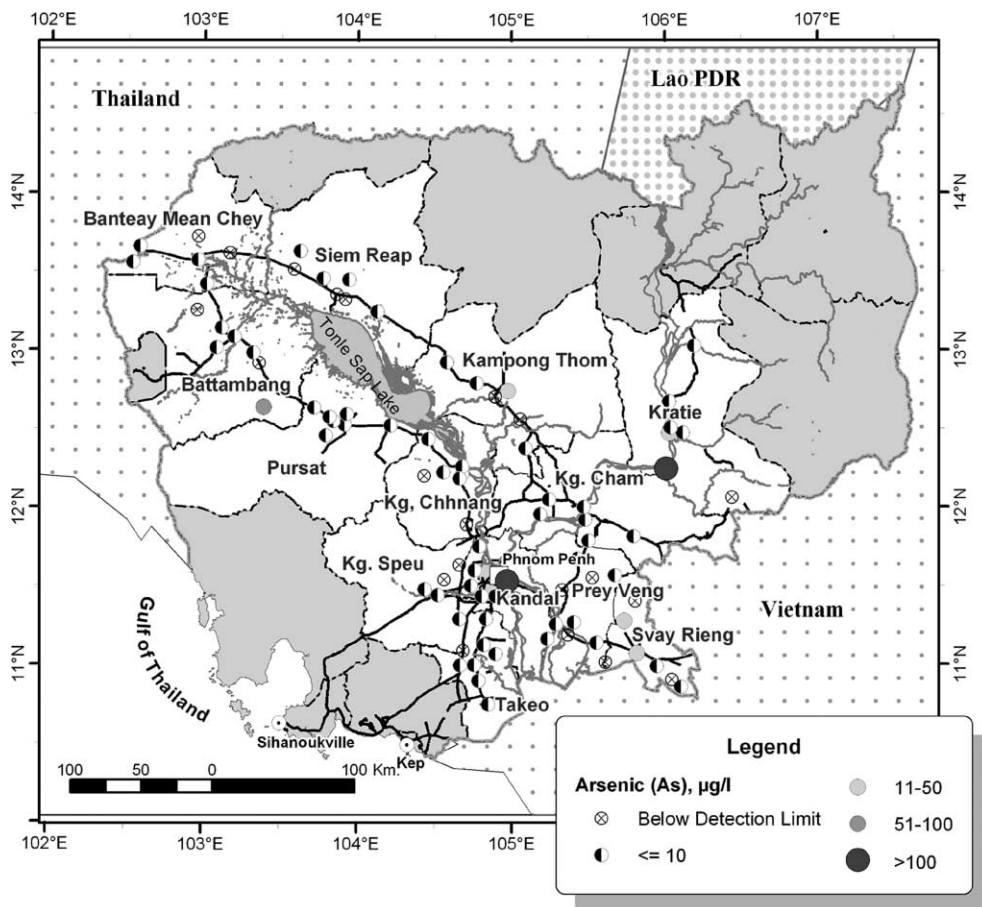 102°E 103°E 104°E 105°E 106°E 107°E
Lao PDR
Thailand
14°N
14°N
Banteay Mean Chey
Siem Reap
13°N
13°N
Tonle Sap Lake
Kampong Thom
Battambang
Kratie
Pursat
Kg. Cham
Kg, Chhnang
12°N
12°N
Phnom Penh
Kg. Speu
Prey Veng
Kandal
Vietnam
Gulf of Thailand
Svay Rieng
11°N
11°N
Takeo
Sihanoukville
Kep
100 50 0 100 Km.
102°E 103°E 104°E 105°E
Legend
Arsenic (As), µg/l
Below Detection Limit
<= 10
11-50
51-100
>100